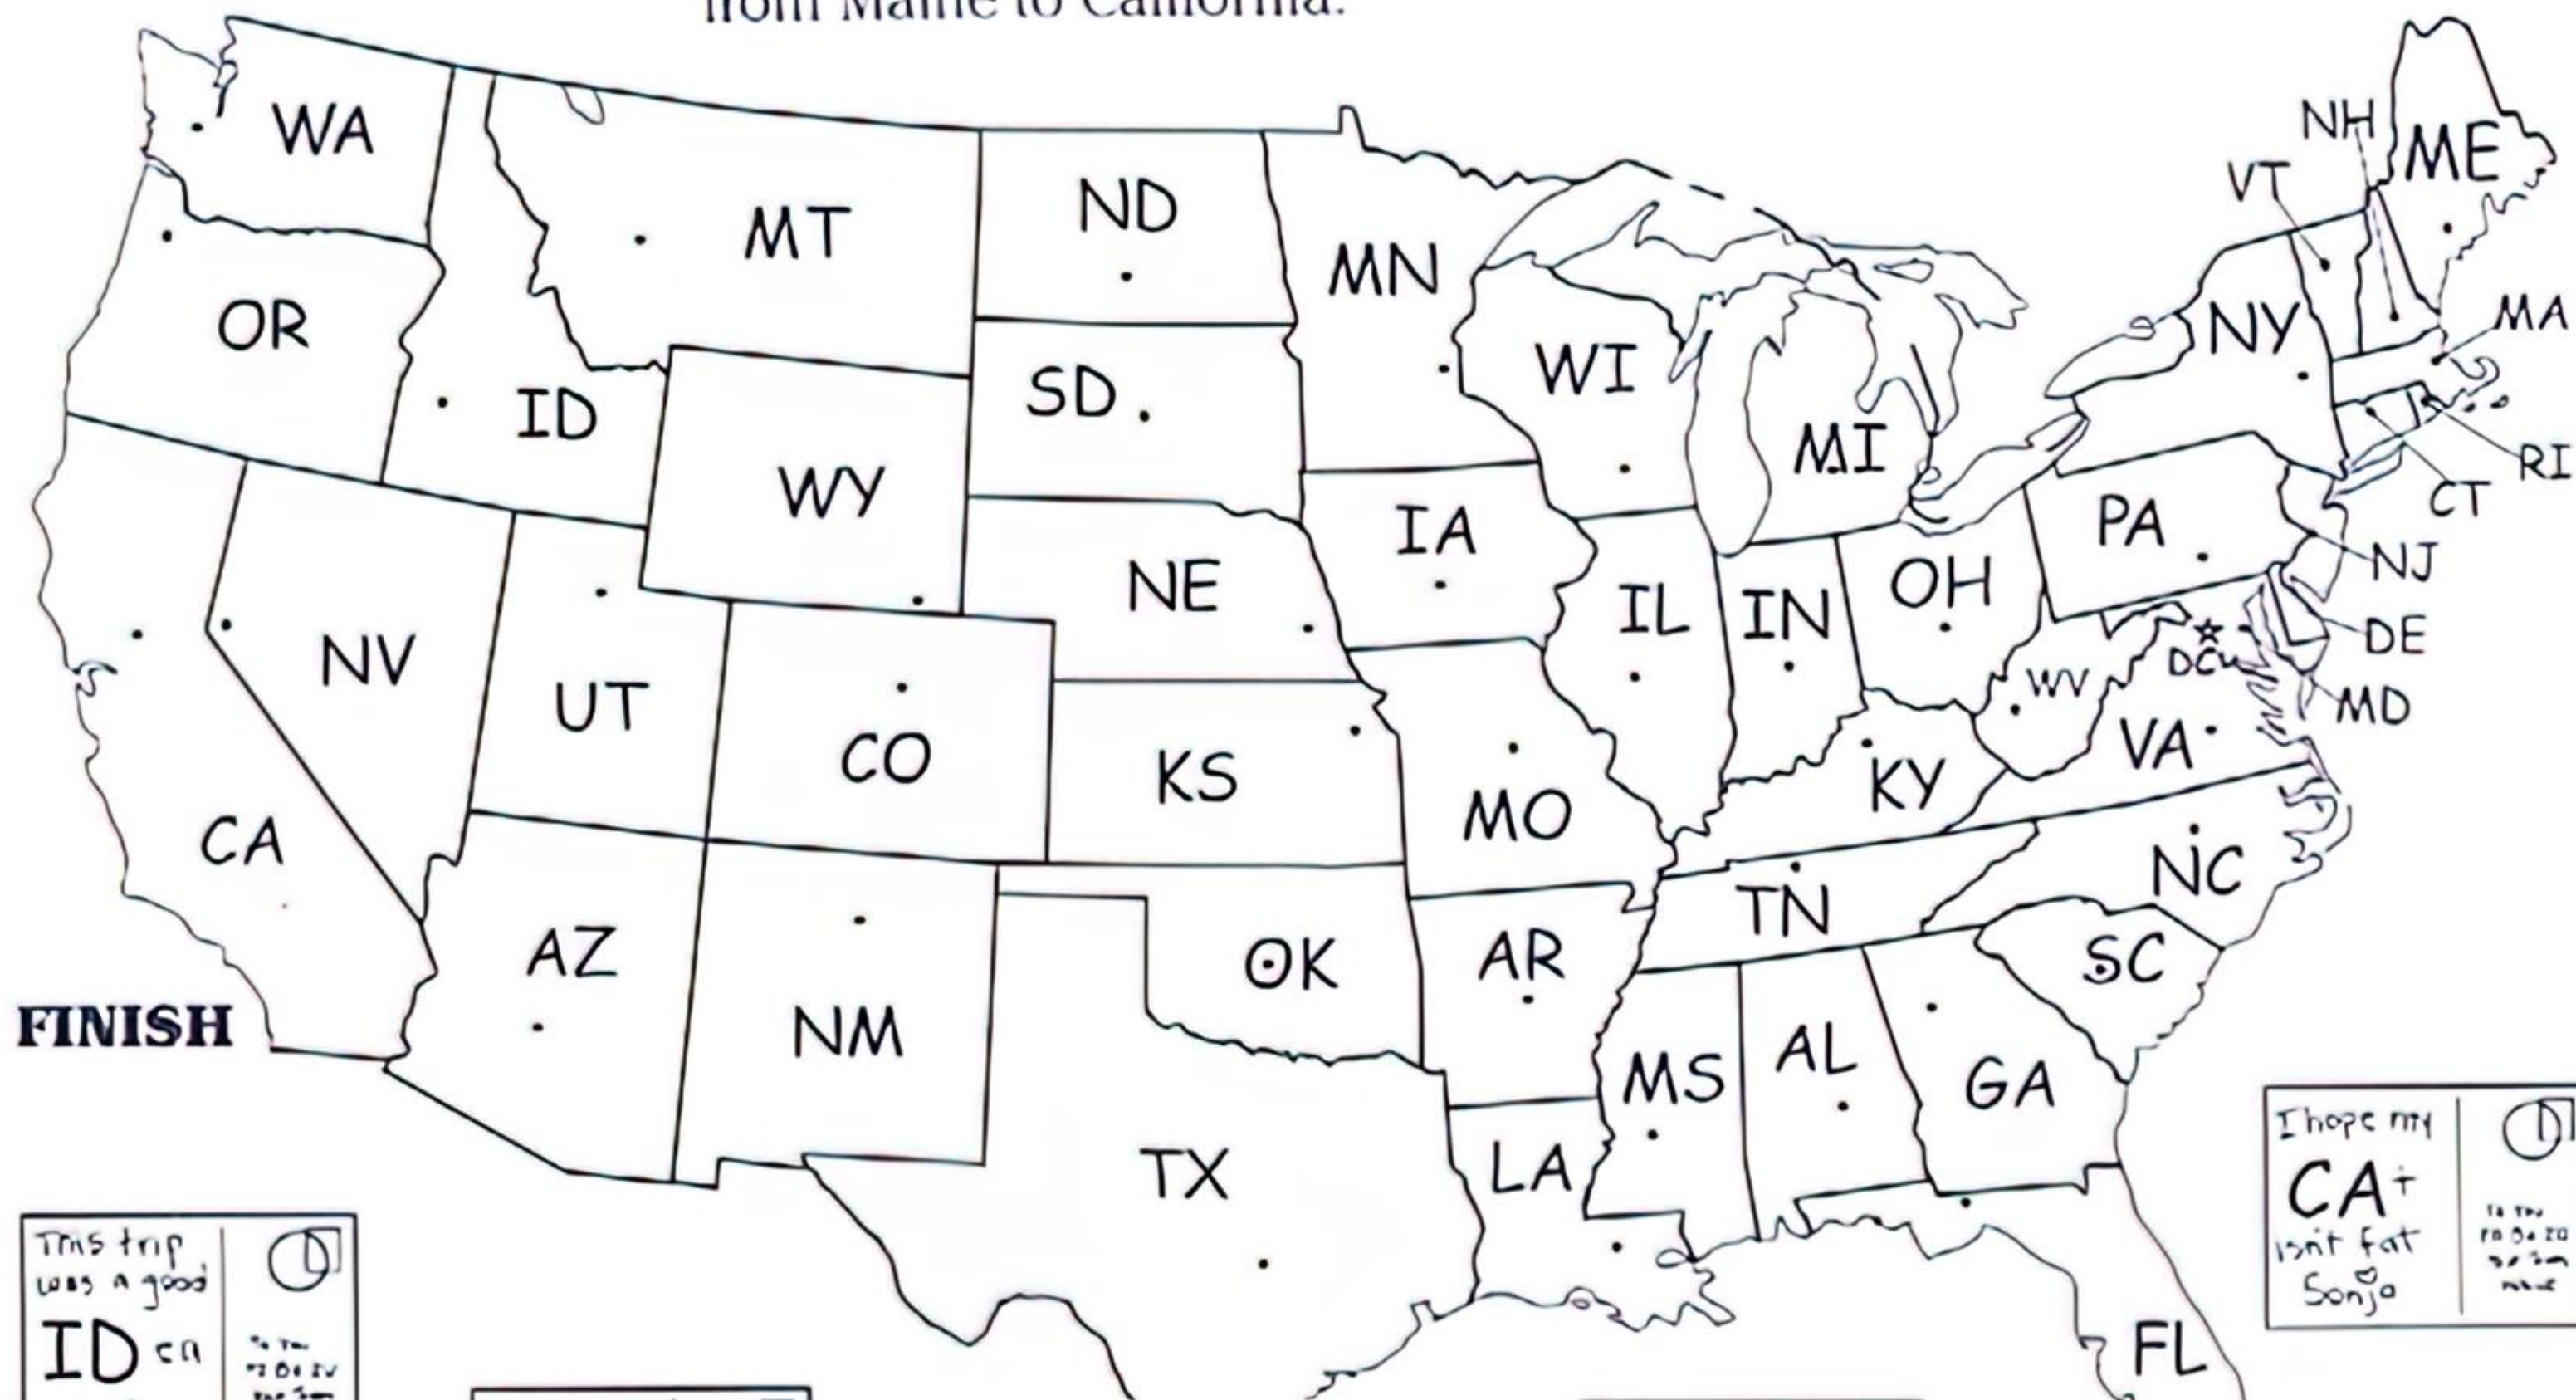 from Maine to California.
WA
NH
ME
VT
MT
ND
MN
OR
NY
MA
ID
SD
WI
MI
RI
WY
CT
IA
PA
NE
OH
NJ
IL
IN
NV
DE
UT
WV
DC
MD
CO
KS
VA
MO
KY
CA
NC
TN
AZ
OK
AR
SC
FINISH
NM
MS
AL
GA
TX
LA
FL
I hope my
CAt
isn't fat
Sonja
This trip
was a good
IDea